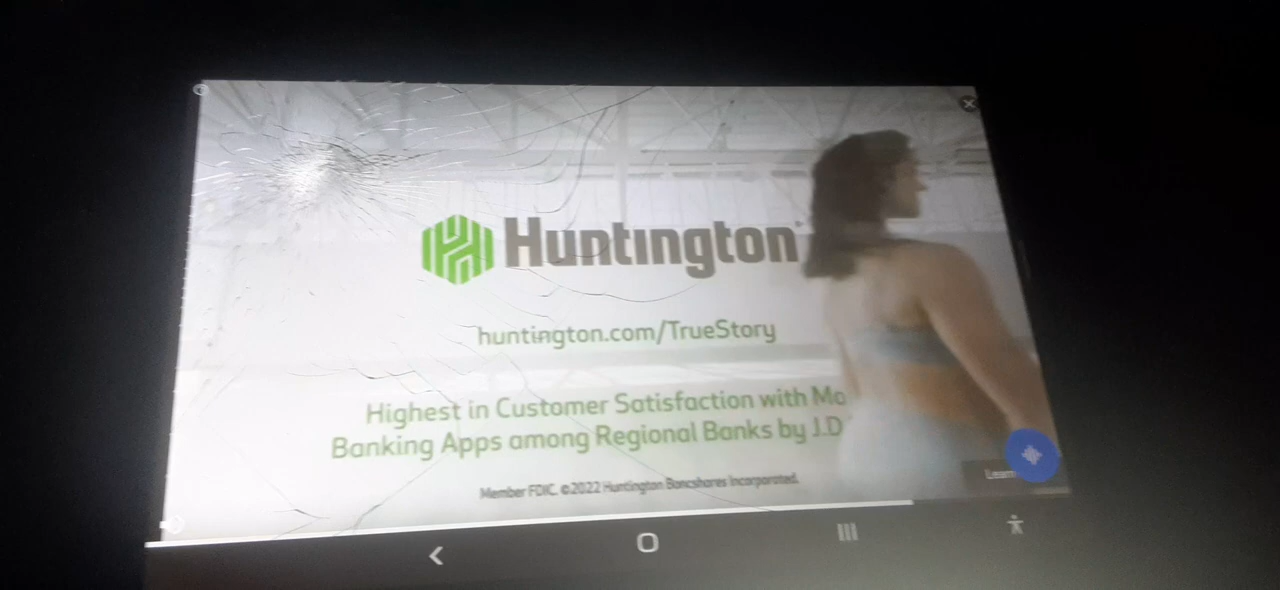 Huntington
huntington.com/TrueStory
Highest in Customer Satisfaction with Mo
Banking Apps among Regional Banks by J.D
Member FDIC. ©2022 Huntington Bancshares Incorporated.
Learn